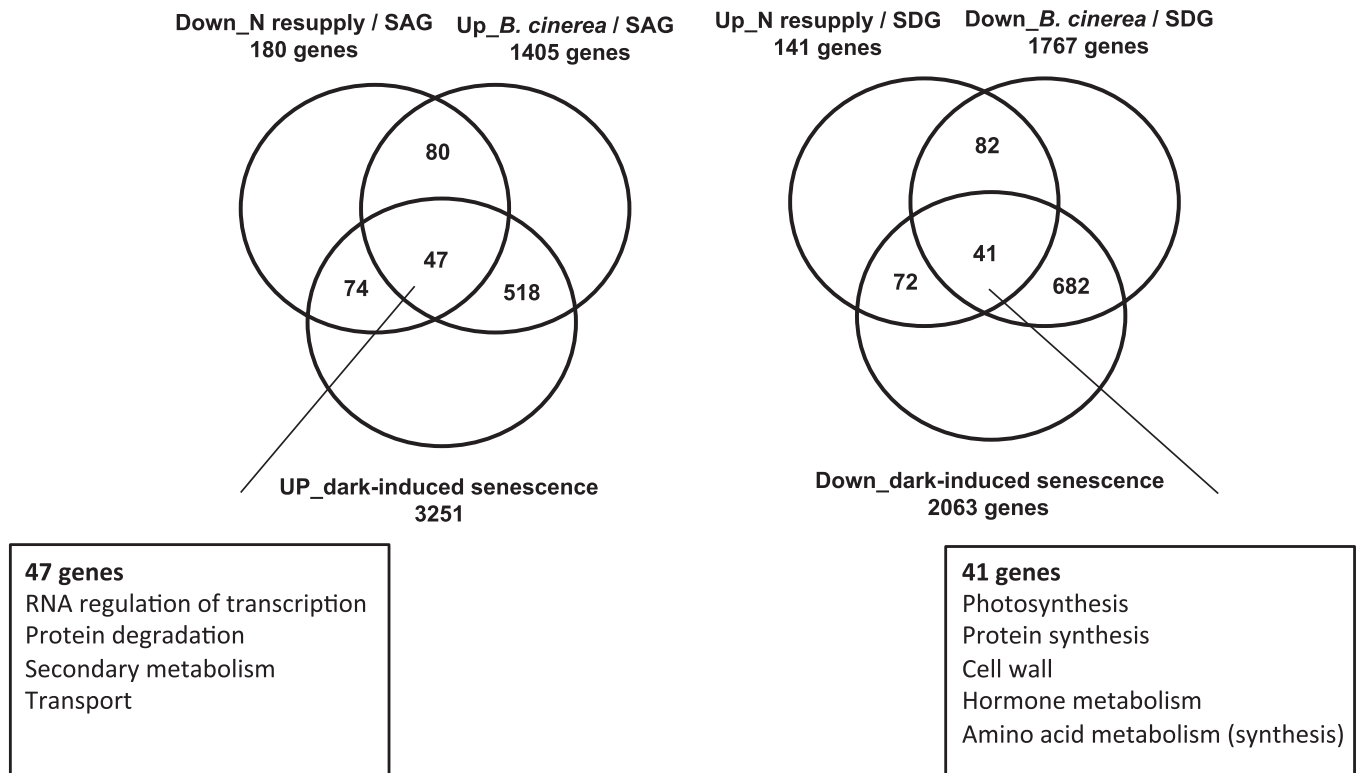 Down_N resupply / SAG
180 genes
Up_B. cinerea / SAG
1405 genes
80
47
74
518
UP_dark-induced senescence
3251
47 genes
RNA regulation of transcription
Protein degradation
Secondary metabolism
Transport
Up_N resupply / SDG
141 genes
Down_B. cinerea / SDG
1767 genes
82
41
72
682
Down_dark-induced senescence
2063 genes
41 genes
Photosynthesis
Protein synthesis
Cell wall
Hormone metabolism
Amino acid metabolism (synthesis)